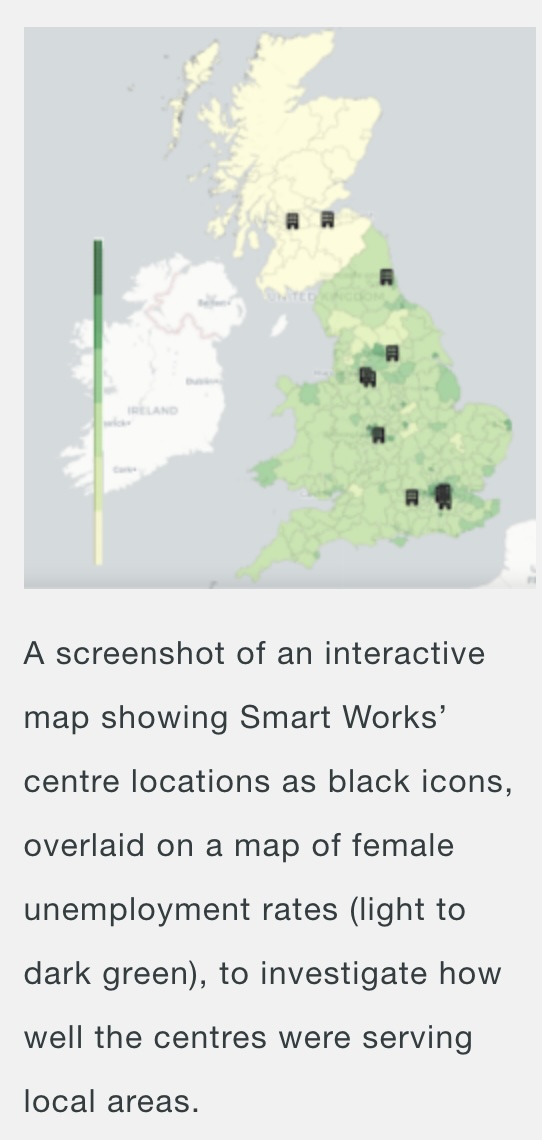 UNITED KINGDOM
Belfast
Dublin
IRELAND
Cork
A screenshot of an interactive
map showing Smart Works’
centre locations as black icons,
overlaid on a map of female
unemployment rates (light to
dark green), to investigate how
well the centres were serving
local areas.